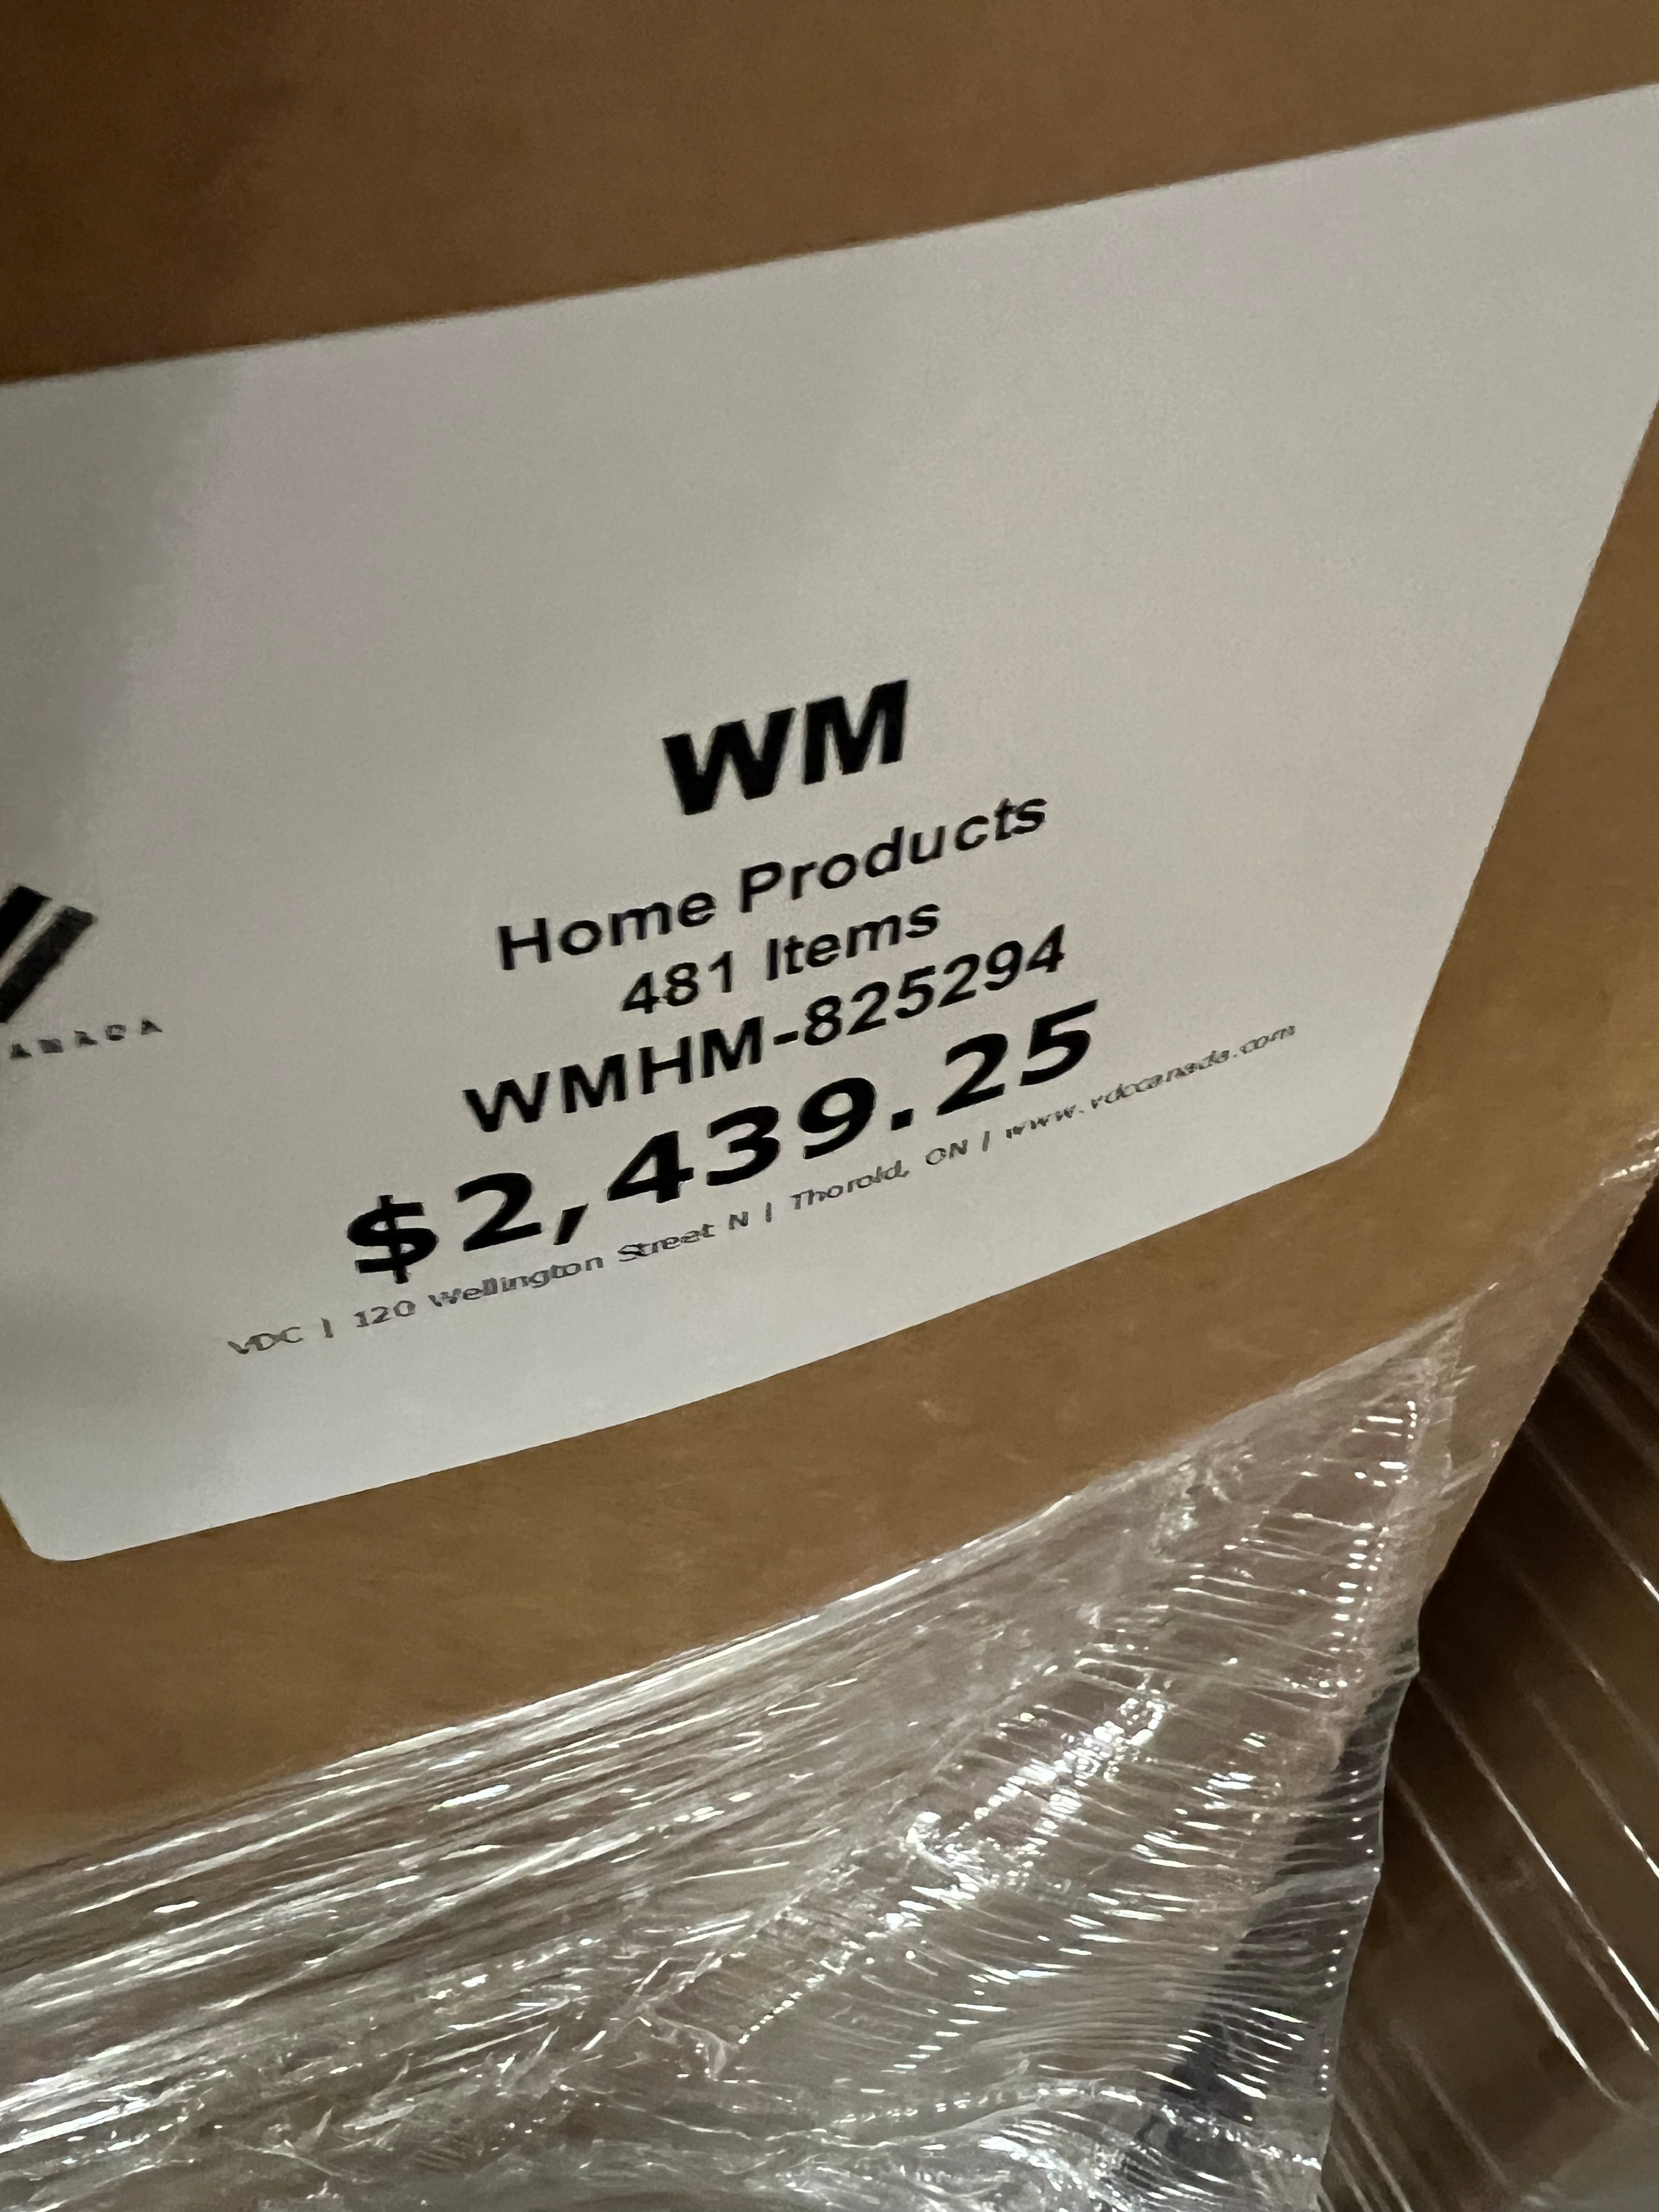 WM
Home Products
481 Items
WMHM-825294
$2,439.25
VDC | 120 Wellington Street N | Thorold, ON | www.vdccanada.com
ANADA